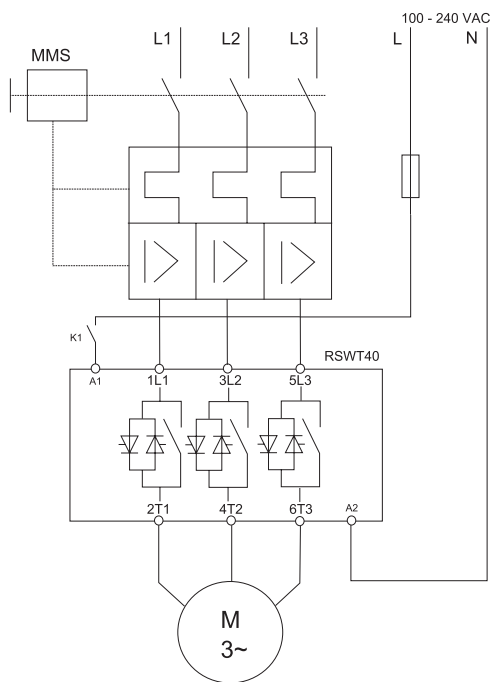 100 - 240 VAC
MMS
L1
L2
L3
L
N
K1
RSWT40
A1
1L1
3L2
5L3
2T1
4T2
6T3
A2
M
3~